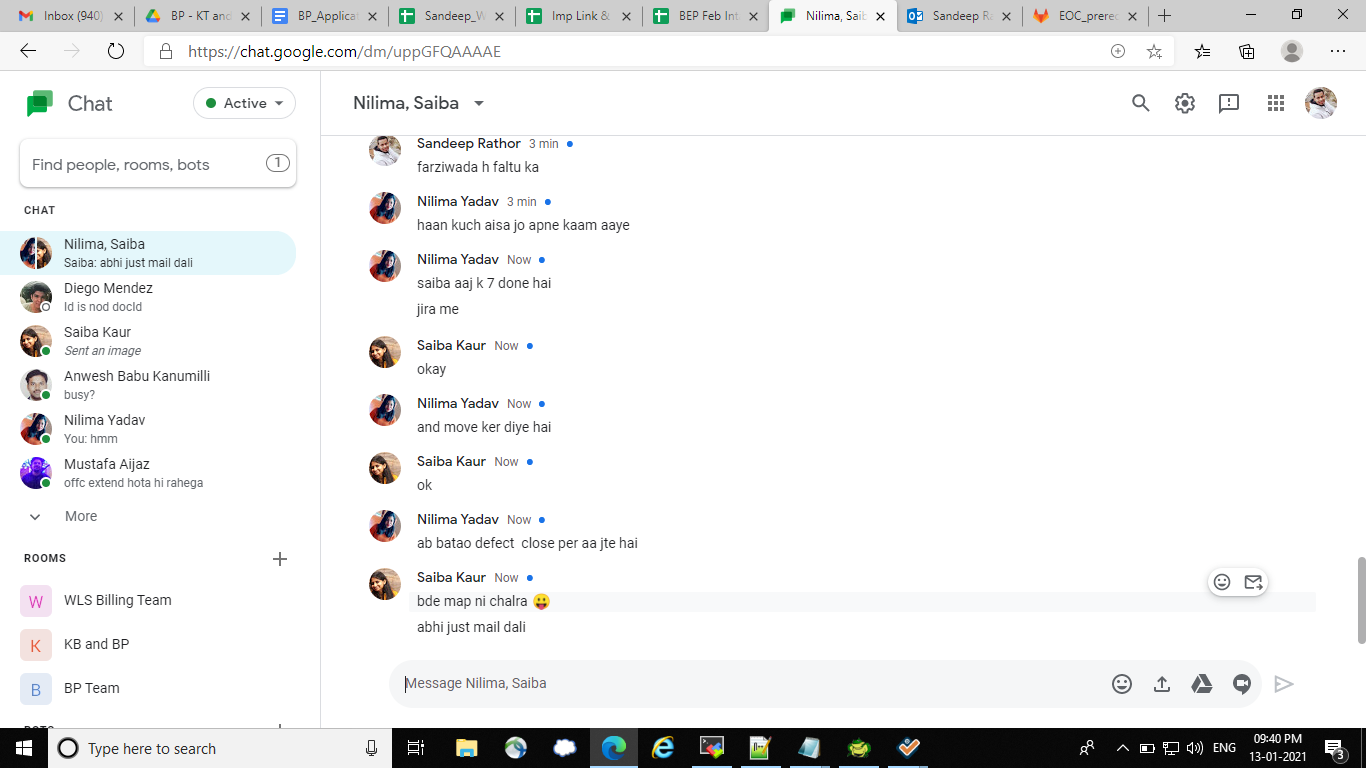 Inbox (940)
BP - KT and
BP_Applicat
Sandeep_W
Imp Link &
BEP Feb Int
Nilima, Saib
Sandeep Ra
EOC_prerec
https://chat.google.com/dm/uppGFQAAAAE
Chat
Active
Find people, rooms, bots
1
CHAT
Nilima, Saiba
Saiba: abhi just mail dali
Diego Mendez
Id is nod docId
Saiba Kaur
Sent an image
Anwesh Babu Kanumilli
busy?
Nilima Yadav
You: hmm
Mustafa Aijaz
offc extend hota hi rahega
More
ROOMS
W WLS Billing Team
K KB and BP
B BP Team
Nilima, Saiba
Sandeep Rathor 3 min
farziwada h faltu ka
Nilima Yadav 3 min
haan kuch aisa jo apne kaam aaye
Nilima Yadav Now
saiba aaj k 7 done hai
jira me
Saiba Kaur Now
okay
Nilima Yadav Now
and move ker diye hai
Saiba Kaur Now
ok
Nilima Yadav Now
ab batao defect  close per aa jte hai
Saiba Kaur Now
bde map ni chalra 😛
abhi just mail dali
Message Nilima, Saiba
Type here to search
ENG
09:40 PM
13-01-2021
3